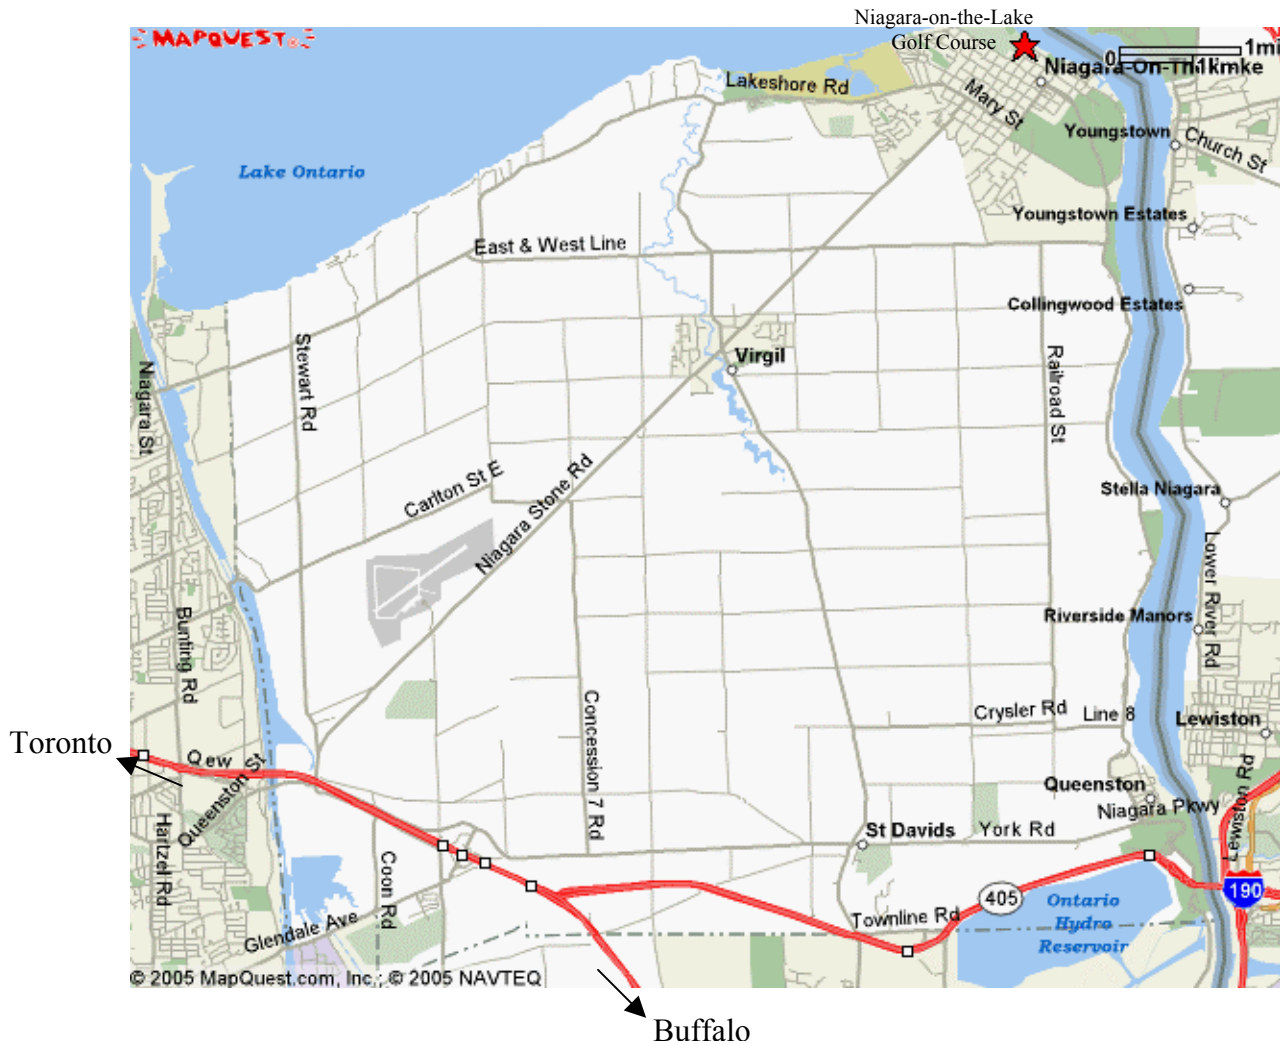 Niagara-on-the-Lake
Golf Course
MAPQUEST
0
1mi
1km
Niagara-On-Th
ke
Lakeshore Rd
Mary St
Youngstown
Church St
Lake Ontario
Youngstown Estates
East & West Line
Collingwood Estates
Stewart Rd
Niagara St
Virgil
Railroad St
Carlton St E
Niagara Stone Rd
Stella Niagara
Lower River Rd
Bunting Rd
Riverside Manors
Concession 7 Rd
Crysler Rd
Line 8
Lewiston
Toronto
Qew
Queenston St
Queenston
Niagara Pkwy
Lewiston Rd
Hartzel Rd
St Davids
York Rd
Coon Rd
405
190
Ontario
Hydro
Reservoir
Townline Rd
Glendale Ave
© 2005 MapQuest.com, Inc.; © 2005 NAVTEQ
Buffalo